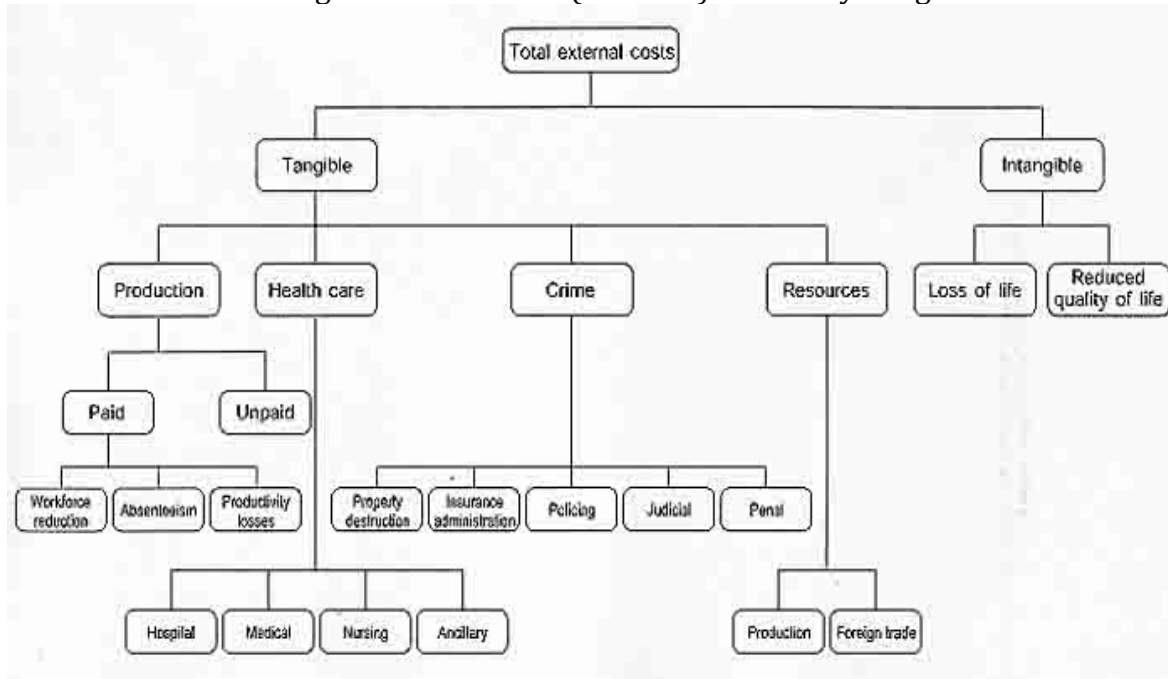 Total external costs
Tangible
Intangible
Production
Health care
Crime
Resources
Loss of life
Reduced
quality of life
Paid
Unpaid
Workforce
reduction
Absenteeism
Productivity
losses
Property
destruction
Insurance
administration
Policing
Judicial
Penal
Hospital
Medical
Nursing
Ancillary
Production
Foreign trade